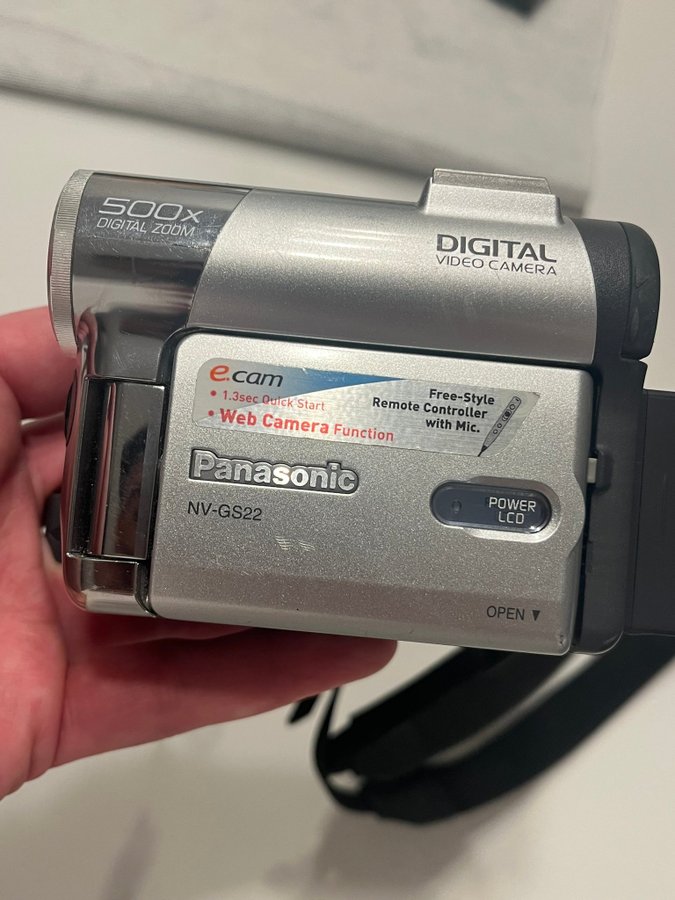 500x
DIGITAL ZOOM
DIGITAL
VIDEO CAMERA
e.cam
• 1.3sec Quick Start
• Web Camera Function
Free-Style
Remote Controller
with Mic.
Panasonic
NV-GS22
POWER
LCD
OPEN ▼